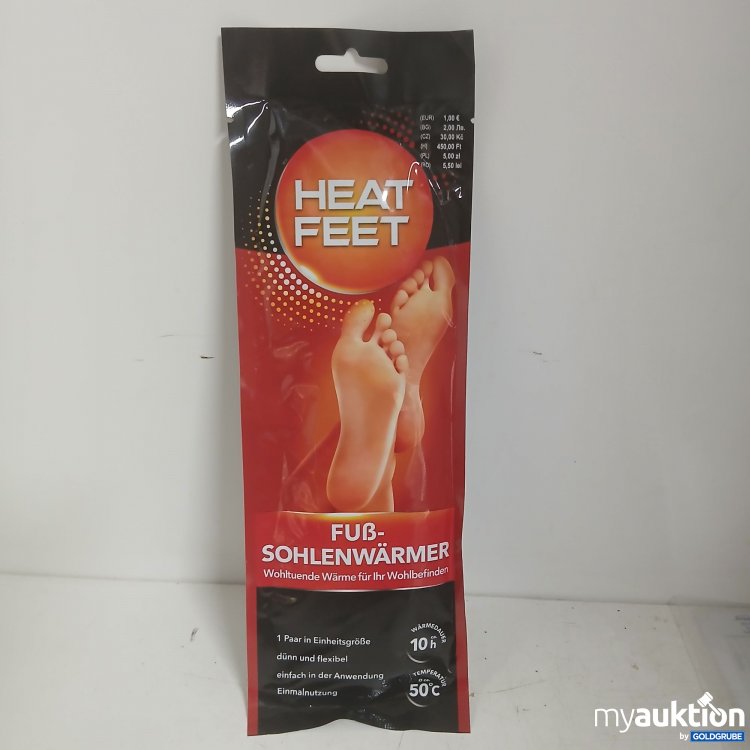 (EUR) 1,00 €
(BG) 2,00 Лв.
(CZ) 30,00 Kč
(H) 450,00 Ft
(PL) 5,00 zł
(RO) 5,50 lei
HEAT
FEET
FUß-
SOHLENWÄRMER
Wohltuende Wärme für Ihr Wohlbefinden
1 Paar in Einheitsgröße
dünn und flexibel
einfach in der Anwendung
Einmalnutzung
WÄRMEDAUER
ca.
10 h
TEMPERATUR
Ø ca.
50°C
myauktion
by GOLDGRUBE